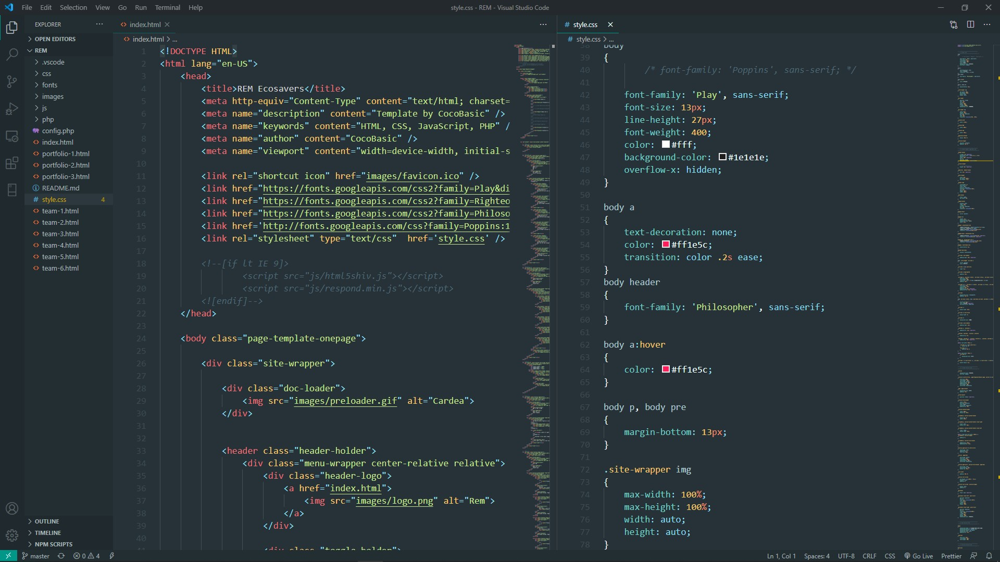 File Edit Selection View Go Run Terminal Help
style.css - REM - Visual Studio Code
EXPLORER
OPEN EDITORS
REM
.vscode
css
fonts
images
js
php
config.php
index.html
portfolio-1.html
portfolio-2.html
portfolio-3.html
README.md
style.css 4
team-1.html
team-2.html
team-3.html
team-4.html
team-5.html
team-6.html
OUTLINE
TIMELINE
NPM SCRIPTS
index.html
index.html > ...
1 <!DOCTYPE HTML>
2 <html lang="en-US">
3 <head>
4 <title>REM Ecosavers</title>
5 <meta http-equiv="Content-Type" content="text/html; charset=
6 <meta name="description" content="Template by CocoBasic" />
7 <meta name="keywords" content="HTML, CSS, JavaScript, PHP" /
8 <meta name="author" content="CocoBasic" />
9 <meta name="viewport" content="width=device-width, initial-s
10
11 <link rel="shortcut icon" href="images/favicon.ico" />
12 <link href="https://fonts.googleapis.com/css2?family=Play&di
13 <link href="https://fonts.googleapis.com/css2?family=Righteo
14 <link href="https://fonts.googleapis.com/css2?family=Philoso
15 <link href='http://fonts.googleapis.com/css?family=Poppins:1
16 <link rel="stylesheet" type="text/css"  href='style.css' />
17
18 <!--[if lt IE 9]>
19 <script src="js/html5shiv.js"></script>
20 <script src="js/respond.min.js"></script>
21 <![endif]-->
22 </head>
23
24 <body class="page-template-onepage">
25
26 <div class="site-wrapper">
27
28 <div class="doc-loader">
29 <img src="images/preloader.gif" alt="Cardea">
30 </div>
31
32
33 <header class="header-holder">
34 <div class="menu-wrapper center-relative relative">
35 <div class="header-logo">
36 <a href="index.html">
37 <img src="images/logo.png" alt="Rem">
38 </a>
39 </div>
40
41 <div class="toggle-holder">
style.css
style.css > ...
38 body
39 {
40 /* font-family: 'Poppins', sans-serif; */
41
42 font-family: 'Play', sans-serif;
43 font-size: 13px;
44 line-height: 27px;
45 font-weight: 400;
46 color: #fff;
47 background-color: #1e1e1e;
48 overflow-x: hidden;
49 }
50
51 body a
52 {
53 text-decoration: none;
54 color: #ff1e5c;
55 transition: color .2s ease;
56 }
57 body header
58 {
59 font-family: 'Philosopher', sans-serif;
60 }
61
62 body a:hover
63 {
64 color: #ff1e5c;
65 }
66
67 body p, body pre
68 {
69 margin-bottom: 13px;
70 }
71
72 .site-wrapper img
73 {
74 max-width: 100%;
75 max-height: 100%;
76 width: auto;
77 height: auto;
78 }
master 0 4
Ln 1, Col 1 Spaces: 4 UTF-8 CRLF CSS Go Live Prettier